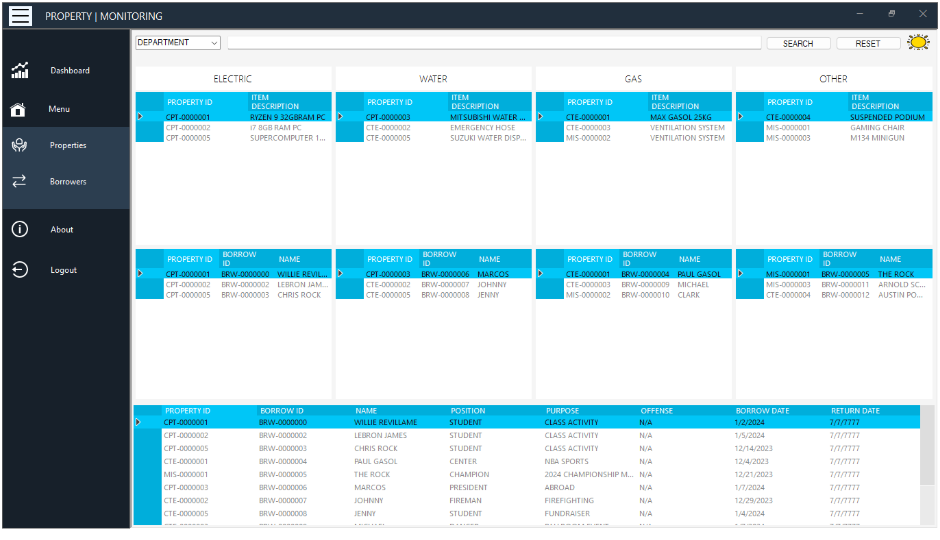 PROPERTY | MONITORING
Dashboard
Menu
Properties
Borrowers
About
Logout
DEPARTMENT SEARCH RESET
ELECTRIC
PROPERTY ID ITEM DESCRIPTION
CPT-0000001 RYZEN 9 32GBRAM PC
CPT-0000002 I7 8GB RAM PC
CPT-0000005 SUPERCOMPUTER 1...
WATER
PROPERTY ID ITEM DESCRIPTION
CPT-0000003 MITSUBISHI WATER ...
CTE-0000002 EMERGENCY HOSE
CTE-0000005 SUZUKI WATER DISP...
GAS
PROPERTY ID ITEM DESCRIPTION
CTE-0000001 MAX GASOL 25KG
CTE-0000003 VENTILATION SYSTEM
MIS-0000002 VENTILATION SYSTEM
OTHER
PROPERTY ID ITEM DESCRIPTION
CTE-0000004 SUSPENDED PODIUM
MIS-0000001 GAMING CHAIR
MIS-0000003 M134 MINIGUN
PROPERTY ID BORROW ID NAME
CPT-0000001 BRW-0000000 WILLIE REVIL...
CPT-0000002 BRW-0000002 LEBRON JAM...
CPT-0000005 BRW-0000003 CHRIS ROCK
PROPERTY ID BORROW ID NAME
CPT-0000003 BRW-0000006 MARCOS
CTE-0000002 BRW-0000007 JOHNNY
CTE-0000005 BRW-0000008 JENNY
PROPERTY ID BORROW ID NAME
CTE-0000001 BRW-0000004 PAUL GASOL
CTE-0000003 BRW-0000009 MICHAEL
MIS-0000002 BRW-0000010 CLARK
PROPERTY ID BORROW ID NAME
MIS-0000001 BRW-0000005 THE ROCK
MIS-0000003 BRW-0000011 ARNOLD SC...
CTE-0000004 BRW-0000012 AUSTIN PO...
PROPERTY ID BORROW ID NAME POSITION PURPOSE OFFENSE BORROW DATE RETURN DATE
CPT-0000001 BRW-0000000 WILLIE REVILLAME STUDENT CLASS ACTIVITY N/A 1/2/2024 7/7/7777
CPT-0000002 BRW-0000002 LEBRON JAMES STUDENT CLASS ACTIVITY N/A 1/5/2024 7/7/7777
CPT-0000005 BRW-0000003 CHRIS ROCK STUDENT CLASS ACTIVITY N/A 12/14/2023 7/7/7777
CTE-0000001 BRW-0000004 PAUL GASOL CENTER NBA SPORTS N/A 12/4/2023 7/7/7777
MIS-0000001 BRW-0000005 THE ROCK CHAMPION 2024 CHAMPIONSHIP M... N/A 12/21/2023 7/7/7777
CPT-0000003 BRW-0000006 MARCOS PRESIDENT ABROAD N/A 1/7/2024 7/7/7777
CTE-0000002 BRW-0000007 JOHNNY FIREMAN FIREFIGHTING N/A 12/29/2023 7/7/7777
CTE-0000005 BRW-0000008 JENNY STUDENT FUNDRAISER N/A 1/4/2024 7/7/7777